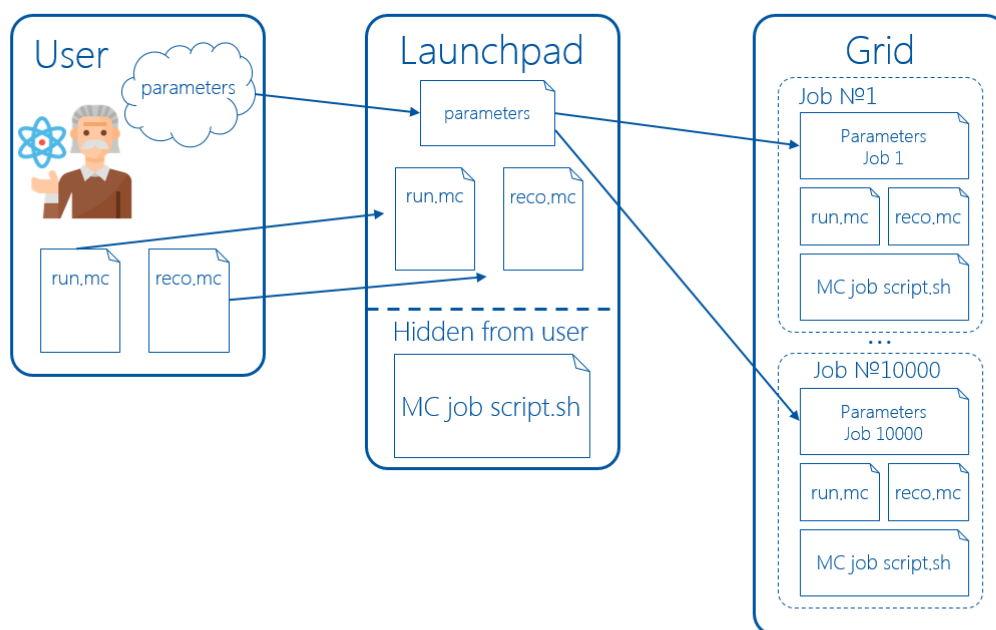 User
parameters
run.mc
reco.mc
Launchpad
parameters
run.mc
reco.mc
Hidden from user
MC job script.sh
Grid
Job №1
Parameters
Job 1
run.mc
reco.mc
MC job script.sh
...
Job №10000
Parameters
Job 10000
run.mc
reco.mc
MC job script.sh